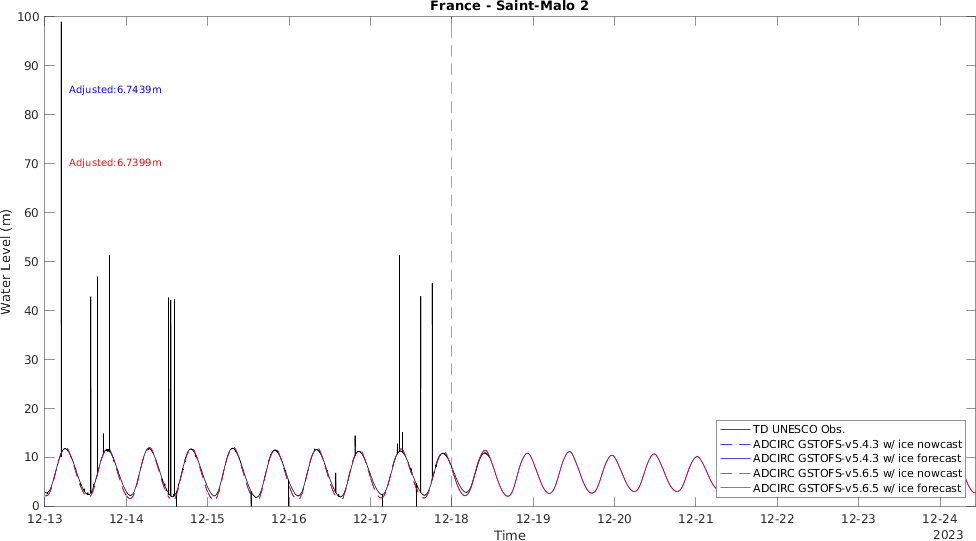 France - Saint-Malo 2
100
90
80
70
60
50
40
30
20
10
0
Water Level (m)
Adjusted:6.7439m
Adjusted:6.7399m
TD UNESCO Obs.
ADCIRC GSTOFS-v5.4.3 w/ ice nowcast
ADCIRC GSTOFS-v5.4.3 w/ ice forecast
ADCIRC GSTOFS-v5.6.5 w/ ice nowcast
ADCIRC GSTOFS-v5.6.5 w/ ice forecast
12-13 12-14 12-15 12-16 12-17 12-18 12-19 12-20 12-21 12-22 12-23 12-24
Time
2023